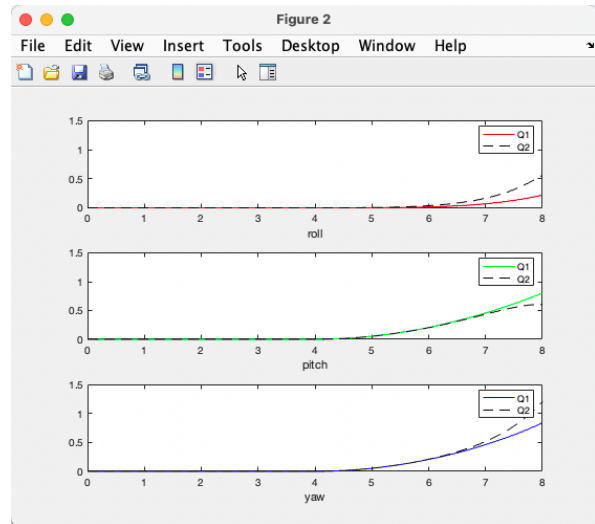 Figure 2
File Edit View Insert Tools Desktop Window Help
1.5
1
0.5
0
0 1 2 3 4 5 6 7 8
roll
Q1
Q2
1.5
1
0.5
0
0 1 2 3 4 5 6 7 8
pitch
Q1
Q2
1.5
1
0.5
0
0 1 2 3 4 5 6 7 8
yaw
Q1
Q2